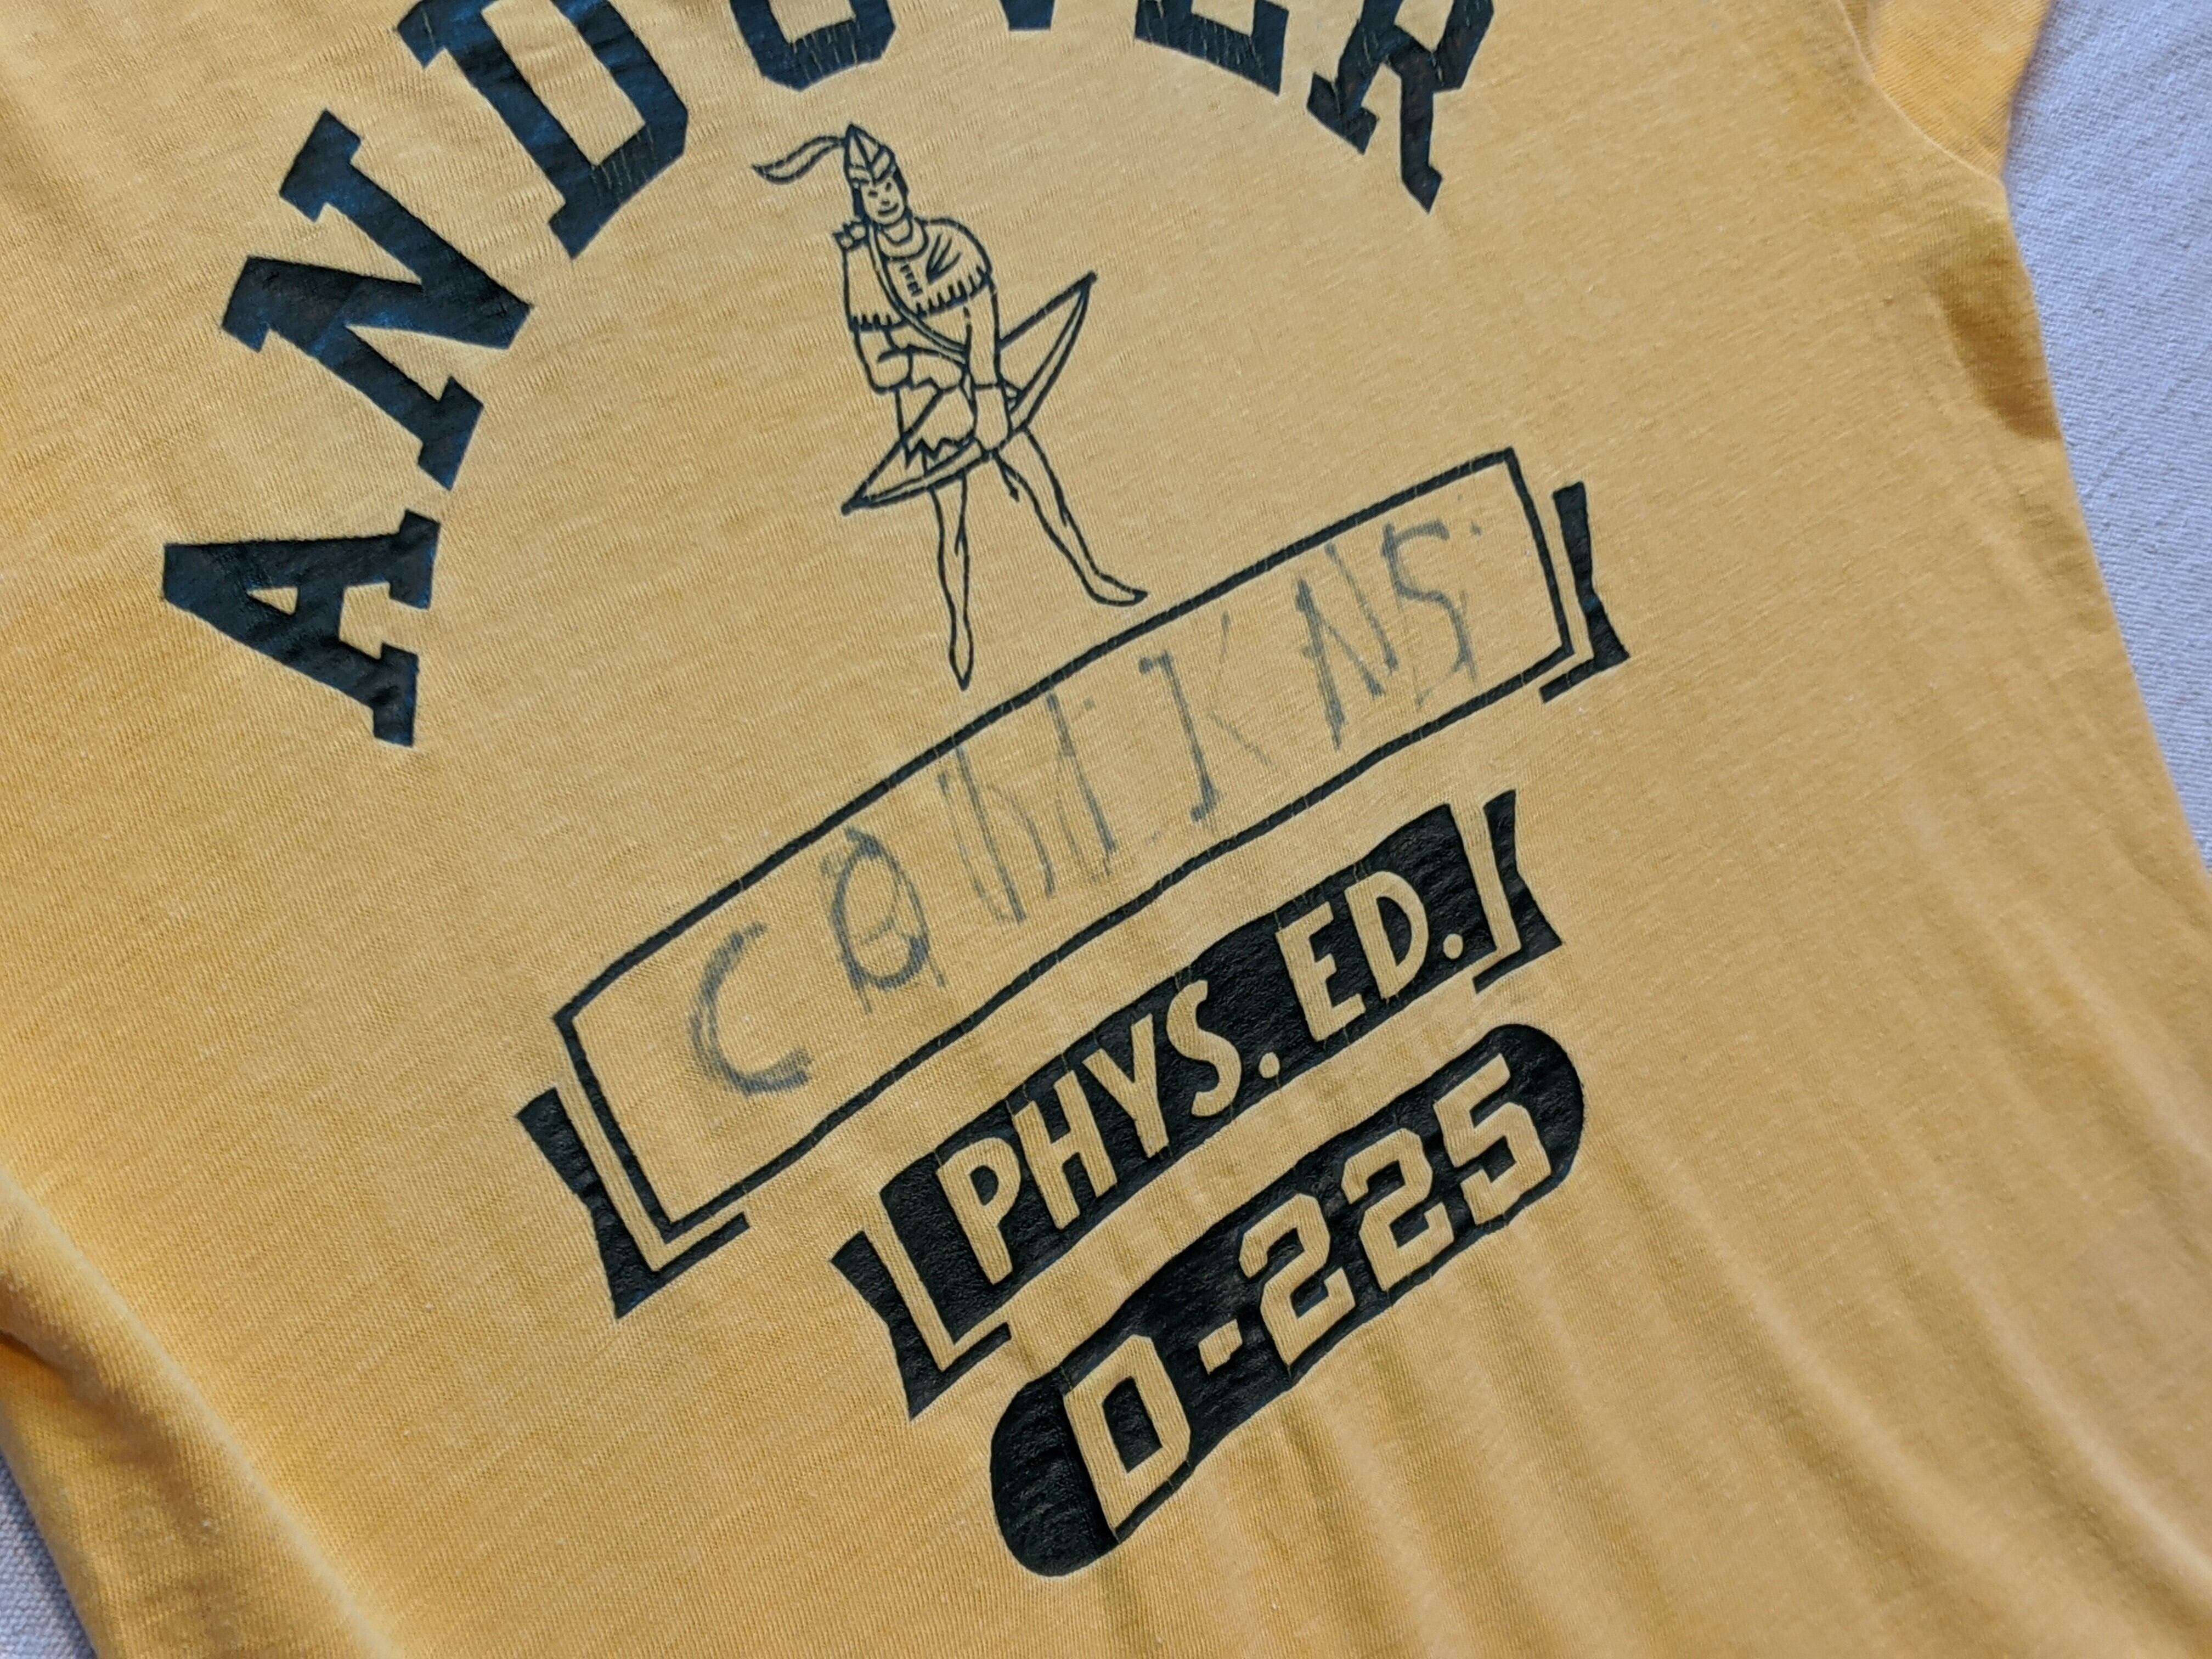 ANDOVER
PHYS. ED.
D-225